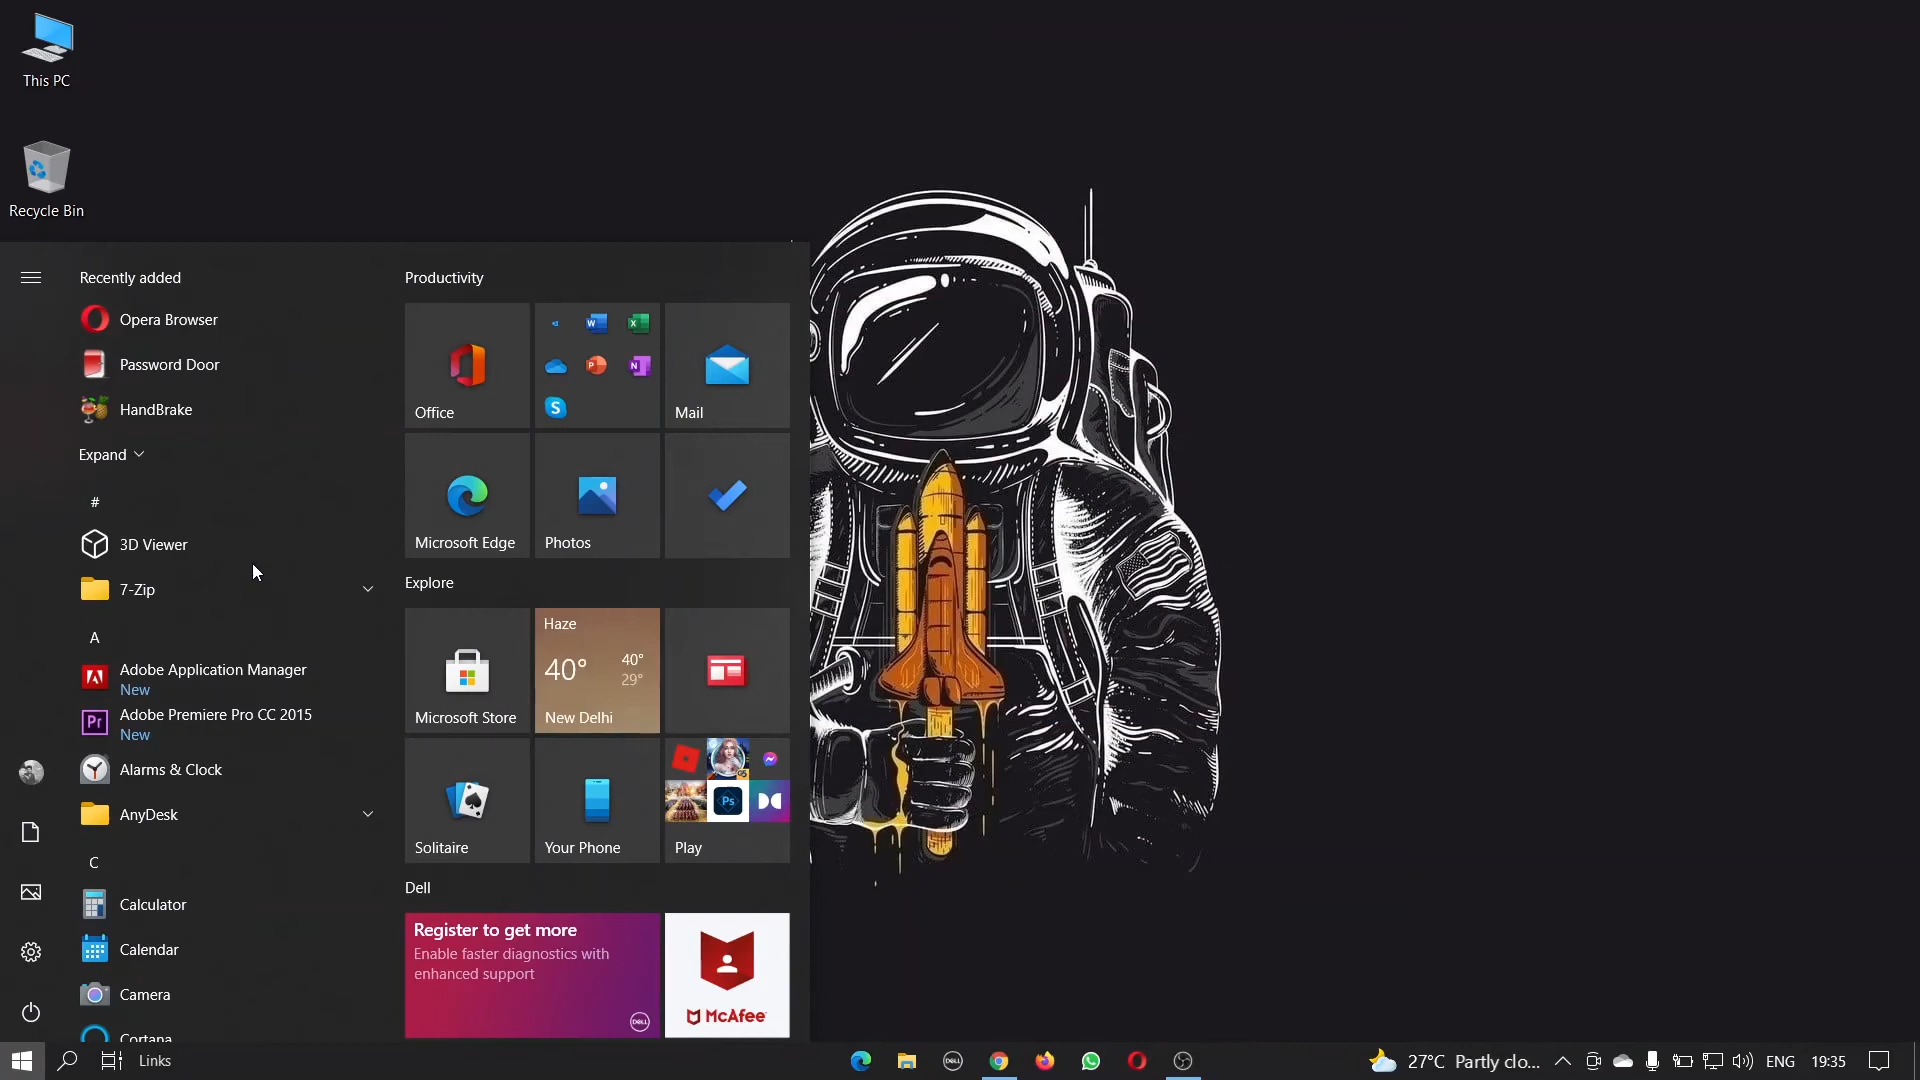 This PC
Recycle Bin
Recently added
Opera Browser
Password Door
HandBrake
Expand
#
3D Viewer
7-Zip
A
Adobe Application Manager
New
Adobe Premiere Pro CC 2015
New
Alarms & Clock
AnyDesk
C
Calculator
Calendar
Camera
Cortana
Productivity
Office
Mail
Microsoft Edge
Photos
Explore
Microsoft Store
Haze
40° 40°
29°
New Delhi
Solitaire
Your Phone
Ps
Play
Dell
Register to get more
Enable faster diagnostics with
enhanced support
DELL
McAfee
Links
DELL
27°C Partly clo...
ENG
19:35